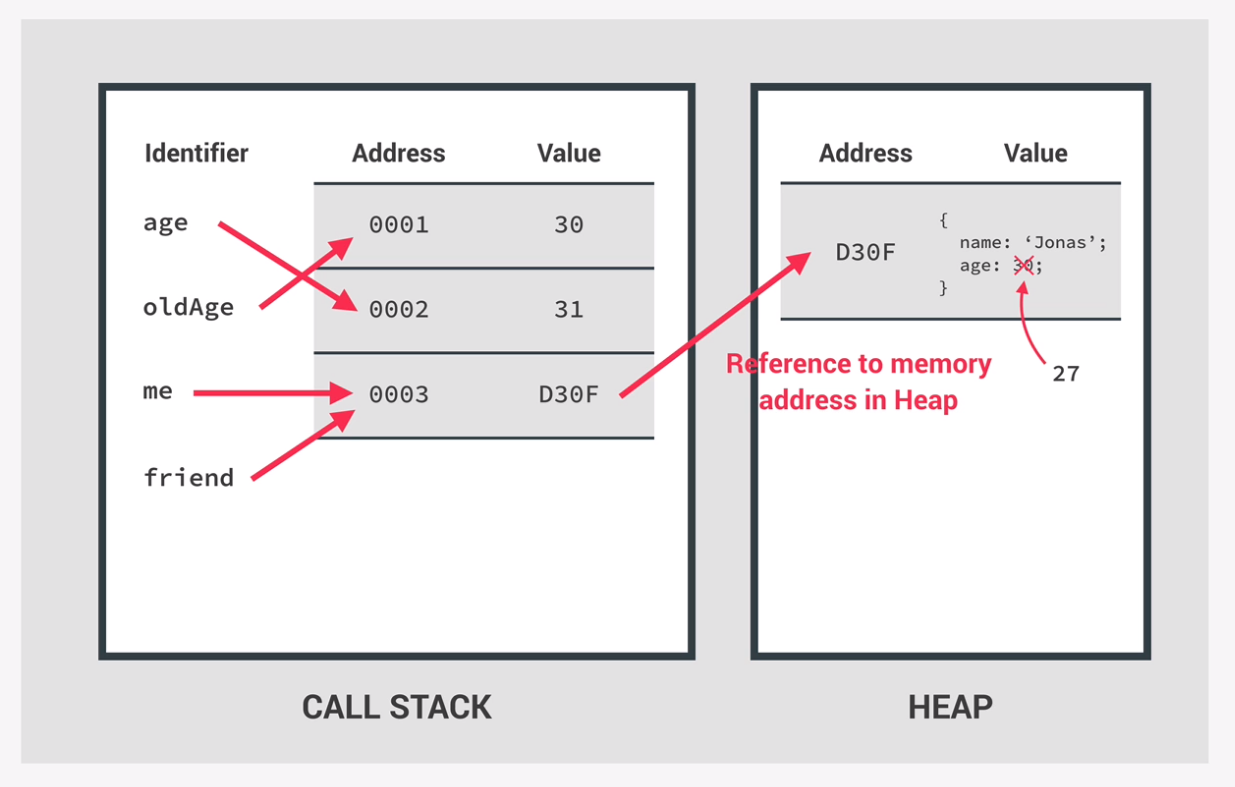 Identifier Address Value
age 0001 30
oldAge 0002 31
me 0003 D30F
friend
CALL STACK
Address Value
D30F
{
name: ‘Jonas’;
age: 30;
}
27
Reference to memory
address in Heap
HEAP